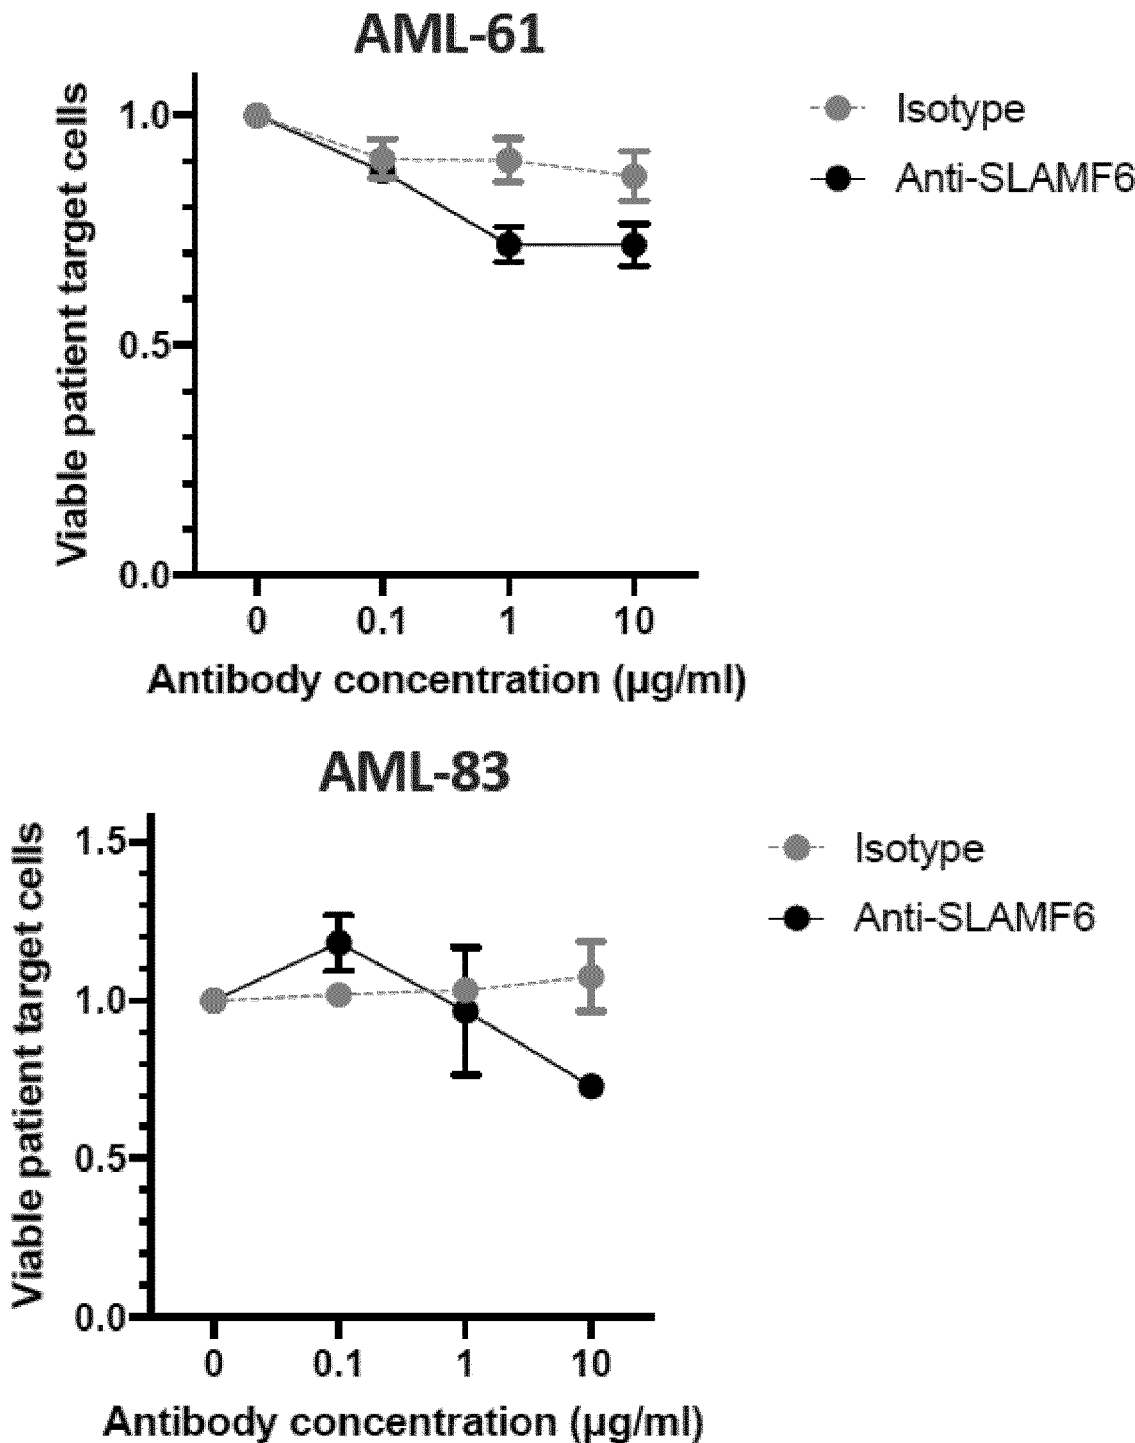 AML-61
Viable patient target cells
1.0
0.5
0.0
0 0.1 1 10
Antibody concentration (µg/ml)
Isotype
Anti-SLAMF6
AML-83
Viable patient target cells
1.5
1.0
0.5
0.0
0 0.1 1 10
Antibody concentration (µg/ml)
Isotype
Anti-SLAMF6